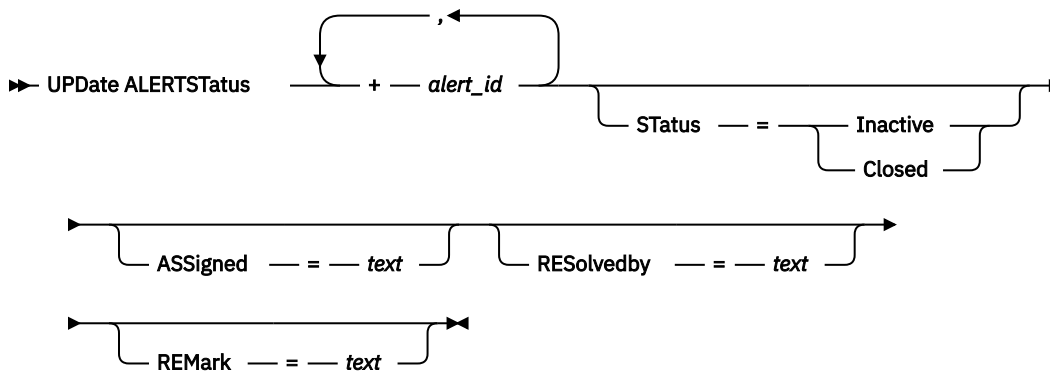 ,
UPDate ALERTSTatus + alert_id
STatus = Inactive
Closed
ASSigned = text RESolvedby = text
REMark = text